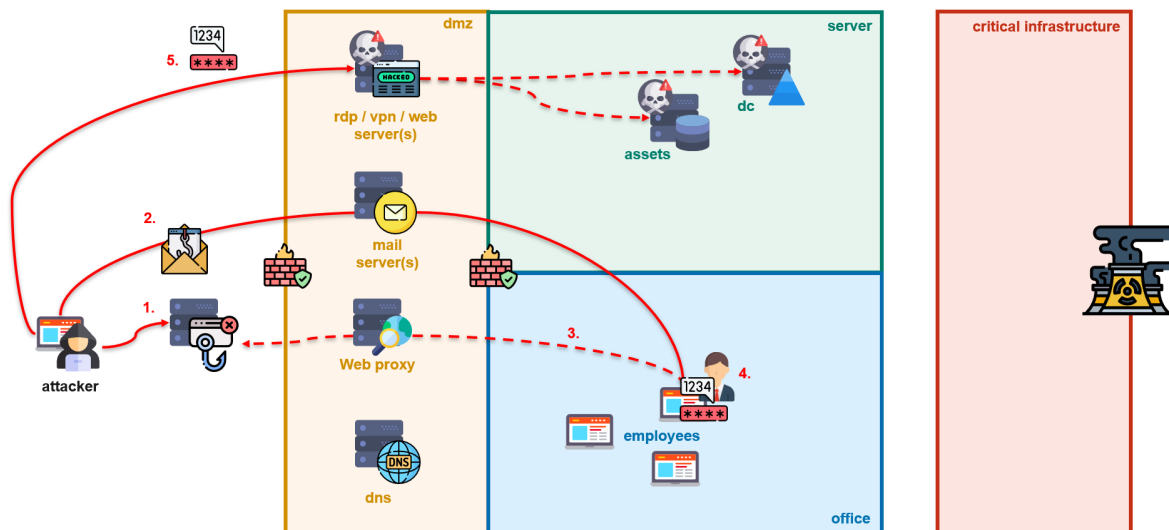 dmz
server
critical infrastructure
1234
5.
****
HACKED
rdp / vpn / web
server(s)
dc
assets
2.
mail
server(s)
1.
3.
attacker
Web proxy
4.
1234
****
employees
DNS
dns
office